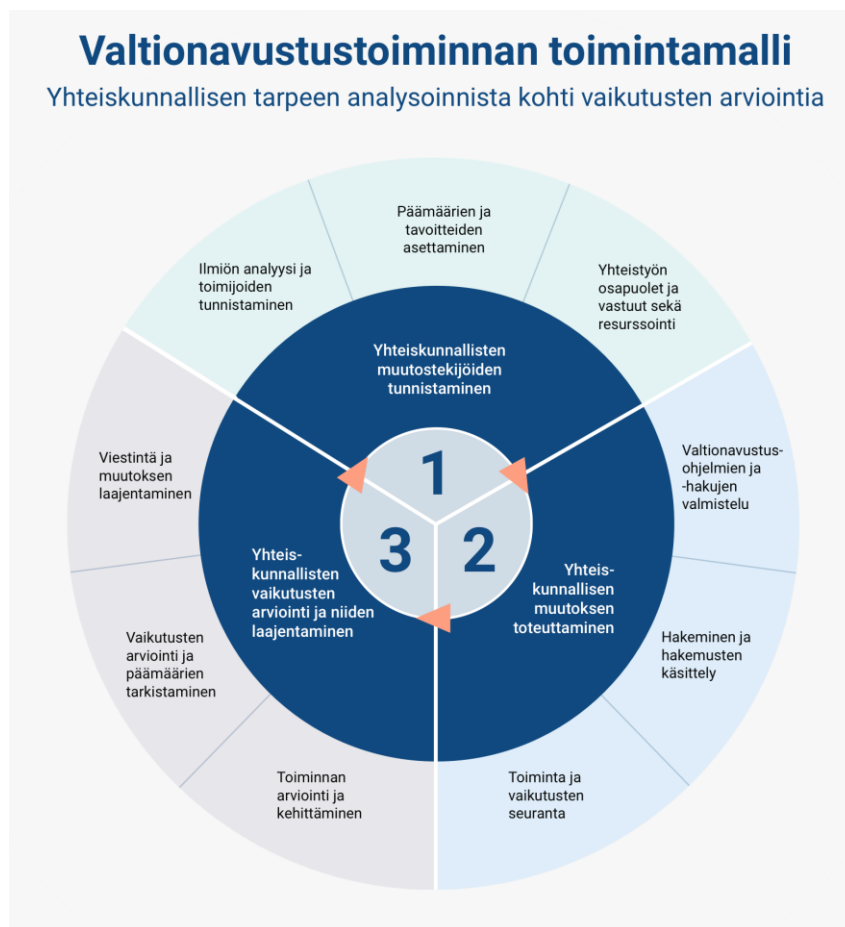 Valtionavustustoiminnan toimintamalli
Yhteiskunnallisen tarpeen analysoinnista kohti vaikutusten arviointia
Päämäärien ja
tavoitteiden
asettaminen
Ilmiön analyysi ja
toimijoiden
tunnistaminen
Yhteistyön
osapuolet ja
vastuut sekä
resurssointi
Yhteiskunnallisten
muutostekijöiden
tunnistaminen
1
2
3
Valtionavustus-
ohjelmien ja
-hakujen
valmistelu
Viestintä ja
muutoksen
laajentaminen
Yhteis-
kunnallisten
vaikutusten
arviointi ja niiden
laajentaminen
Yhteis-
kunnallisen
muutoksen
toteuttaminen
Vaikutusten
arviointi ja
päämäärien
tarkistaminen
Hakeminen ja
hakemusten
käsittely
Toiminnan
arviointi ja
kehittäminen
Toiminta ja
vaikutusten
seuranta